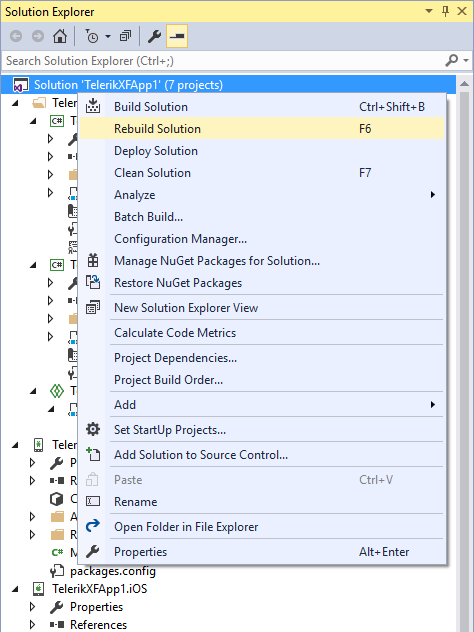 Solution Explorer
Search Solution Explorer (Ctrl+;)
Solution 'TelerikXFApp1' (7 projects)
Build Solution Ctrl+Shift+B
Rebuild Solution F6
Deploy Solution
Clean Solution F7
Analyze
Batch Build...
Configuration Manager...
Manage NuGet Packages for Solution...
Restore NuGet Packages
New Solution Explorer View
Calculate Code Metrics
Project Dependencies...
Project Build Order...
Add
Set StartUp Projects...
Add Solution to Source Control...
Paste Ctrl+V
Rename
Open Folder in File Explorer
Properties Alt+Enter
packages.config
TelerikXFApp1.iOS
Properties
References